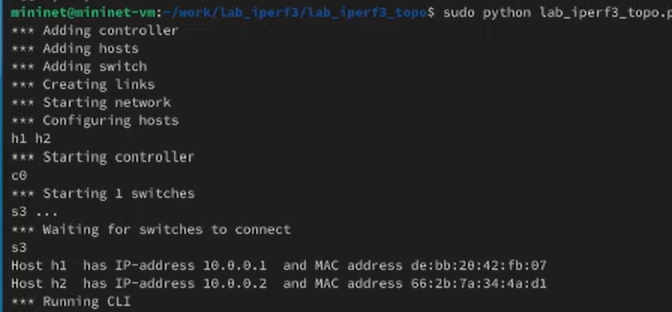 mininet@mininet-vm:~/work/lab_iperf3/lab_iperf3_topo$ sudo python lab_iperf3_topo.p
*** Adding controller
*** Adding hosts
*** Adding switch
*** Creating links
*** Starting network
*** Configuring hosts
h1 h2
*** Starting controller
c0
*** Starting 1 switches
s3 ...
*** Waiting for switches to connect
s3
Host h1  has IP-address 10.0.0.1  and MAC address de:bb:20:42:fb:07
Host h2  has IP-address 10.0.0.2  and MAC address 66:2b:7a:34:4a:d1
*** Running CLI